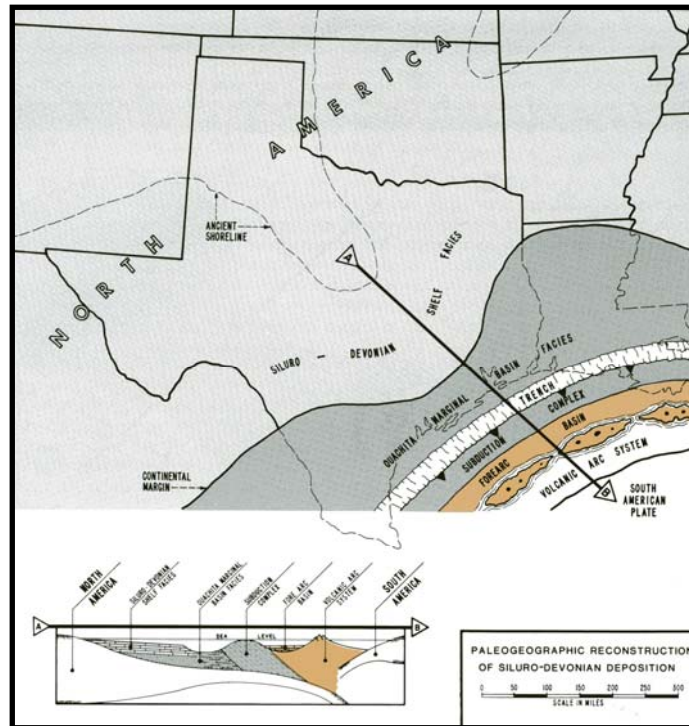 NORTH
AMERICA
ANCIENT
SHORELINE
A
SILURO - DEVONIAN
SHELF FACIES
OUACHITA MARGINAL BASIN FACIES
TRENCH
SUBDUCTION COMPLEX
FOREARC BASIN
VOLCANIC ARC SYSTEM
B
SOUTH
AMERICAN
PLATE
CONTINENTAL
MARGIN
NORTH
AMERICA
SILURO-DEVONIAN
SHELF FACIES
OUACHITA MARGINAL
BASIN FACIES
SUBDUCTION
COMPLEX
FORE ARC
BASIN
VOLCANIC ARC
SYSTEM
SOUTH
AMERICA
A
B
SEA LEVEL
PALEOGEOGRAPHIC RECONSTRUCTION
OF SILURO-DEVONIAN DEPOSITION
0 50 100 150 200 250 300
SCALE IN MILES